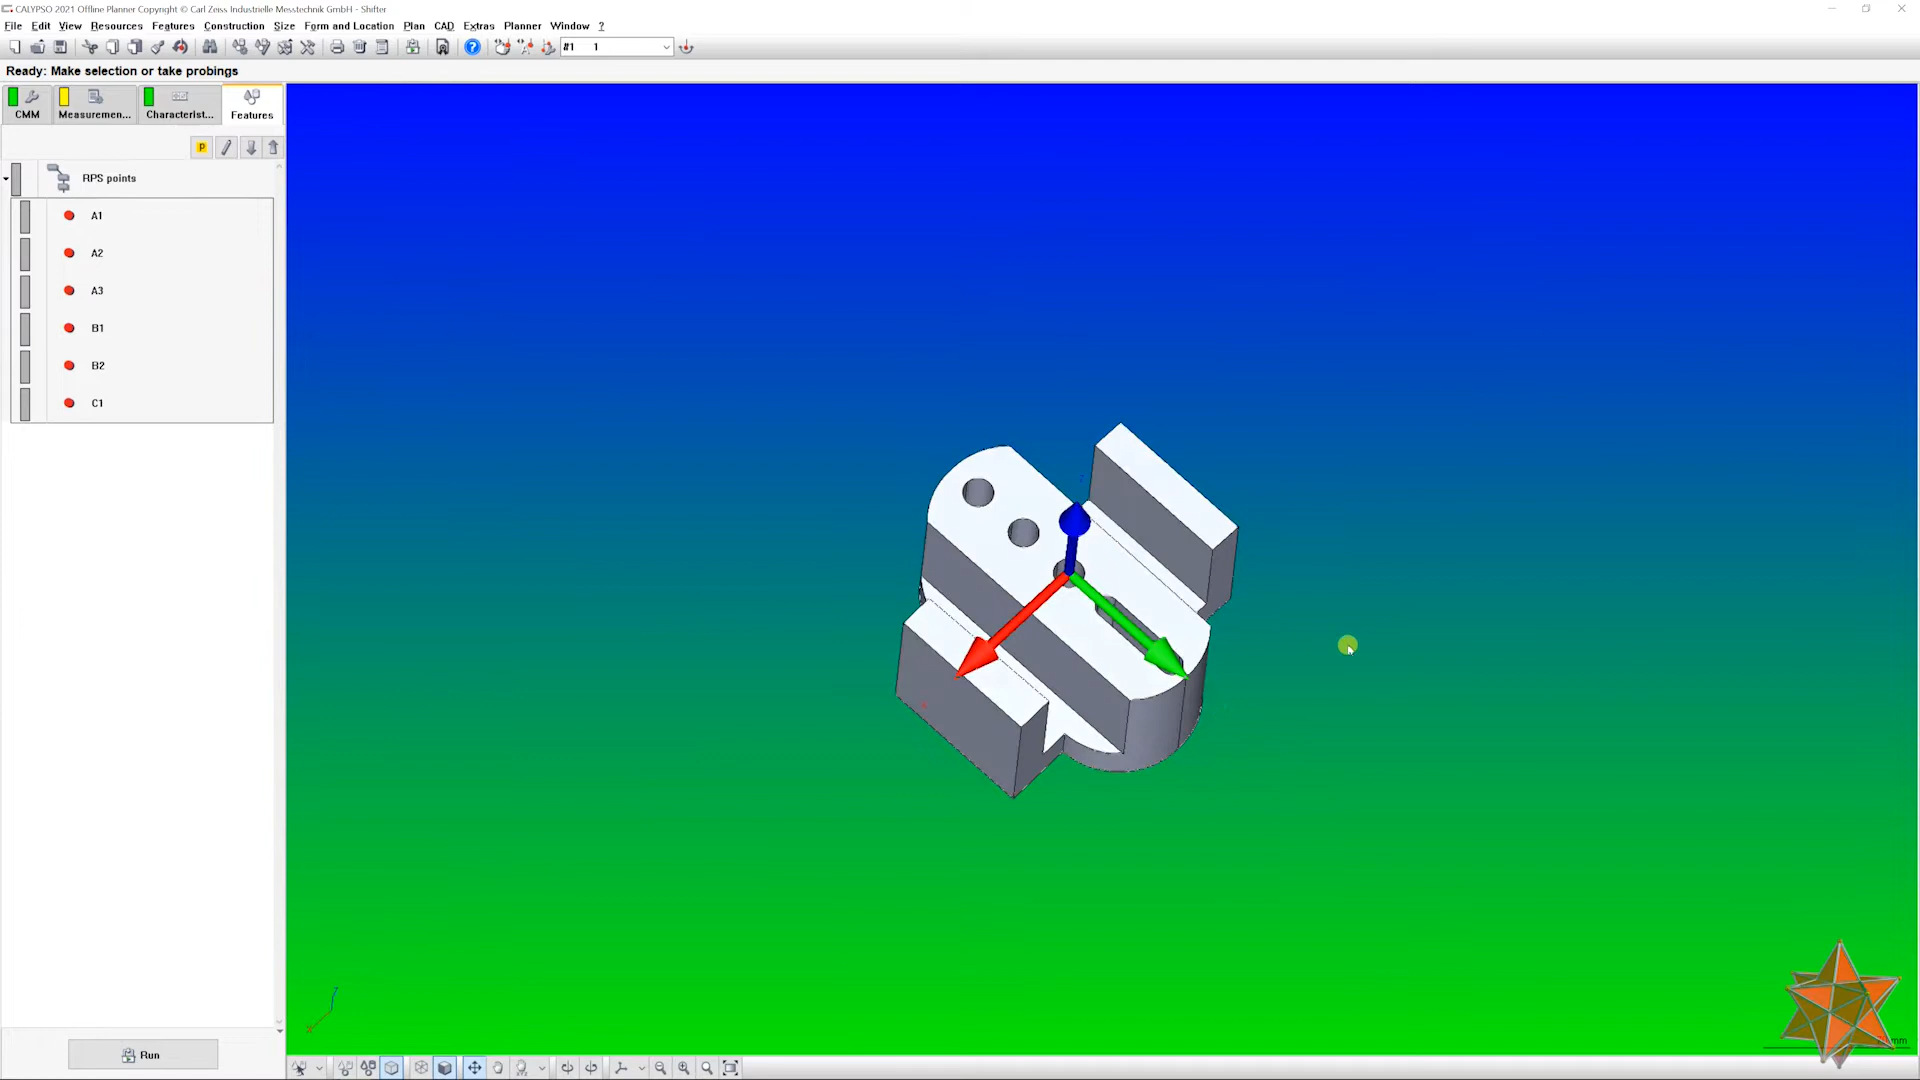 CALYPSO 2021 Offline Planner Copyright © Carl Zeiss Industrielle Messtechnik GmbH - Shifter
File Edit View Resources Features Construction Size Form and Location Plan CAD Extras Planner Window ?
#1 1
Ready: Make selection or take probings
CMM Measuremen... Characterist... Features
P
RPS points
A1
A2
A3
B1
B2
C1
Run